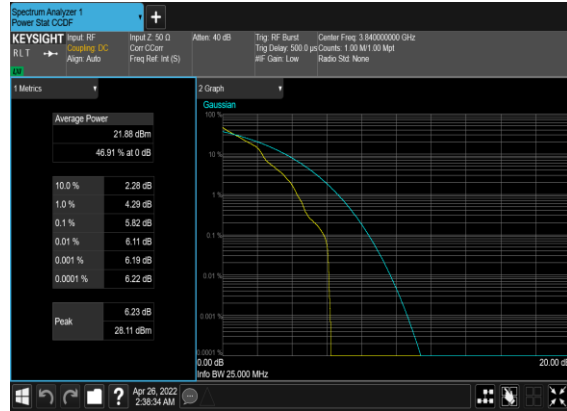 Spectrum Analyzer 1
Power Stat CCDF
KEYSIGHT
RLT
Input: RF
Coupling: DC
Align: Auto
Input Z: 50 Ω
Corr CCorr
Freq Ref: Int (S)
Atten: 40 dB
Trig: RF Burst
Trig Delay: 500.0 µs
#IF Gain: Low
Center Freq: 3.840000000 GHz
Counts: 1.00 M/1.00 Mpt
Radio Std: None
1 Metrics
Average Power
21.88 dBm
46.91 % at 0 dB
10.0 % 2.28 dB
1.0 % 4.29 dB
0.1 % 5.82 dB
0.01 % 6.11 dB
0.001 % 6.19 dB
0.0001 % 6.22 dB
Peak
6.23 dB
28.11 dBm
2 Graph
Gaussian
100 %
10 %
1 %
0.1 %
0.01 %
0.001 %
0.0001 %
0.00 dB
20.00 dB
Info BW 25.000 MHz
?
Apr 26, 2022
2:38:34 AM